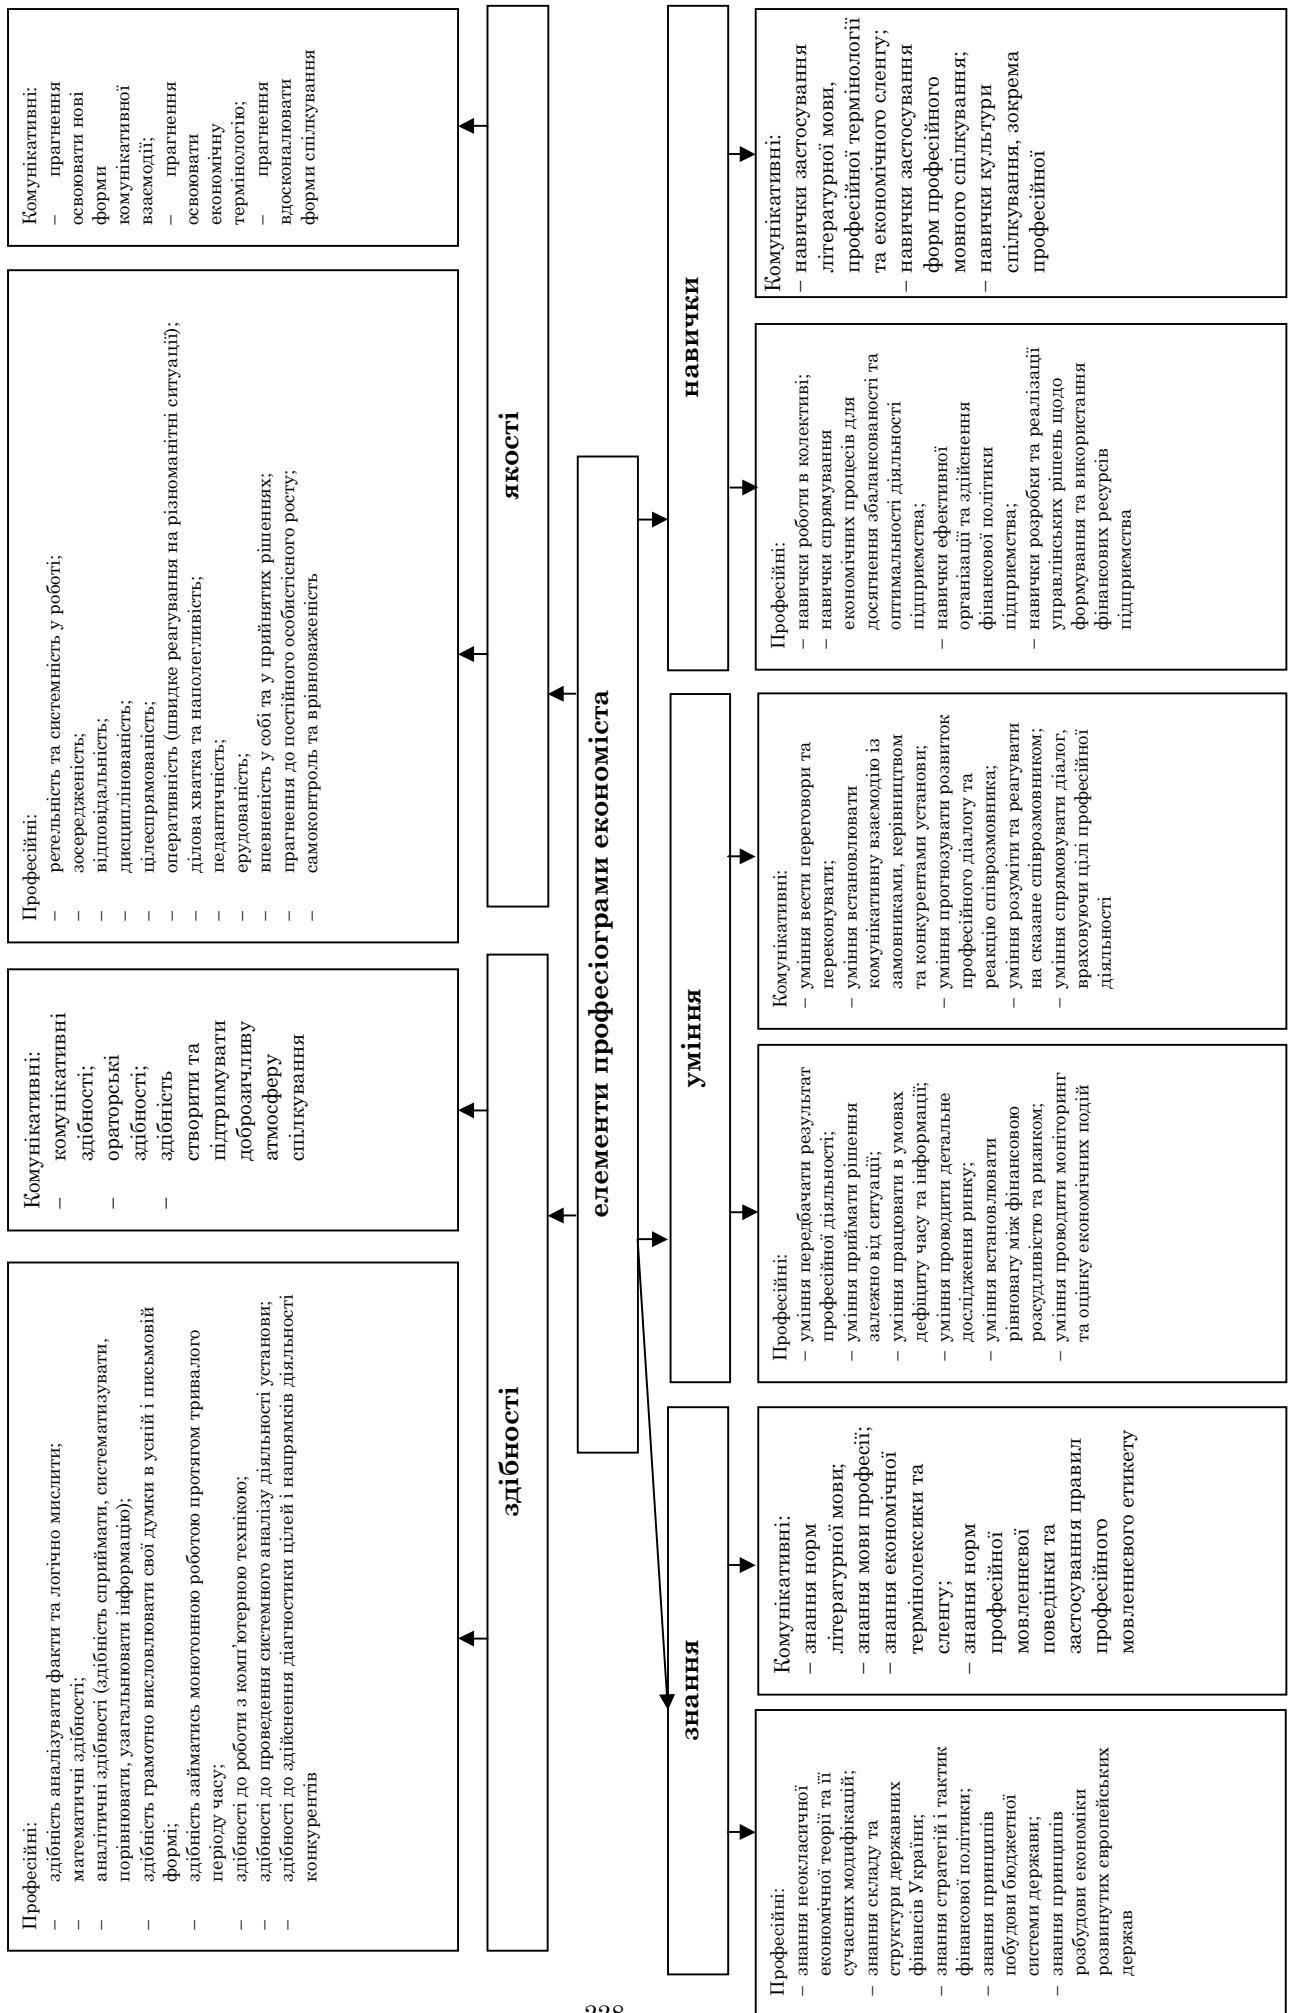 Професійні:
– здібність аналізувати факти та логічно мислити;
– математичні здібності;
– аналітичні здібності (здібність сприймати, систематизувати,
порівнювати, узагальнювати інформацію);
– здібність грамотно висловлювати свої думки в усній і письмовій
формі;
– здібність займатись монотонною роботою протягом тривалого
періоду часу;
– здібності до роботи з комп'ютерною технікою;
– здібності до проведення системного аналізу діяльності установи;
– здібності до здійснення діагностики цілей і напрямків діяльності
конкурентів
Комунікативні:
– комунікативні
здібності;
– ораторські
здібності;
– здібність
створити та
підтримувати
доброзичливу
атмосферу
спілкування
Професійні:
– ретельність та системність у роботі;
– зосередженість;
– відповідальність;
– дисциплінованість;
– цілеспрямованість;
– оперативність (швидке реагування на різноманітні ситуації);
– ділова хватка та наполегливість;
– педантичність;
– ерудованість;
– впевненість у собі та у прийнятих рішеннях;
– прагнення до постійного особистісного росту;
– самоконтроль та врівноваженість
Комунікативні:
– прагнення
освоювати нові
форми
комунікативної
взаємодії;
– прагнення
освоювати
економічну
термінологію;
– прагнення
вдосконалювати
форми спілкування
здібності
якості
елементи професіограми економіста
знання
уміння
навички
Професійні:
– знання неокласичної
економічної теорії та її
сучасних модифікацій;
– знання складу та
структури державних
фінансів України;
– знання стратегій і тактик
фінансової політики;
– знання принципів
побудови бюджетної
системи держави;
– знання принципів
розбудови економіки
розвинутих європейських
держав
Комунікативні:
– знання норм
літературної мови;
– знання мови професії;
– знання економічної
термінолексики та
сленгу;
– знання норм
професійної
мовленнєвої
поведінки та
застосування правил
професійного
мовленнєвого етикету
Професійні:
– уміння передбачати результат
професійної діяльності;
– уміння приймати рішення
залежно від ситуації;
– уміння працювати в умовах
дефіциту часу та інформації;
– уміння проводити детальне
дослідження ринку;
– уміння встановлювати
рівновагу між фінансовою
розсудливістю та ризиком;
– уміння проводити моніторинг
та оцінку економічних подій
Комунікативні:
– уміння вести переговори та
переконувати;
– уміння встановлювати
комунікативну взаємодію із
замовниками, керівництвом
та конкурентами установи;
– уміння прогнозувати розвиток
професійного діалогу та
реакцію співрозмовника;
– уміння розуміти та реагувати
на сказане співрозмовником;
– уміння спрямовувати діалог,
враховуючи цілі професійної
діяльності
Професійні:
– навички роботи в колективі;
– навички спрямування
економічних процесів для
досягнення збалансованості та
оптимальності діяльності
підприємства;
– навички ефективної
організації та здійснення
фінансової політики
підприємства;
– навички розробки та реалізації
управлінських рішень щодо
формування та використання
фінансових ресурсів
підприємства
Комунікативні:
– навички застосування
літературної мови,
професійної термінології
та економічного сленгу;
– навички застосування
форм професійного
мовного спілкування;
– навички культури
спілкування, зокрема
професійної